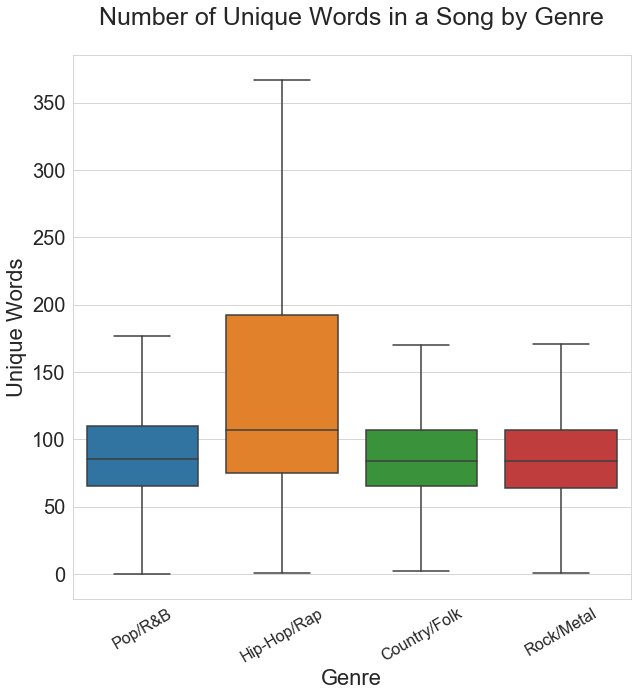 Number of Unique Words in a Song by Genre
Unique Words
350
300
250
200
150
100
50
0
Pop/R&B
Hip-Hop/Rap
Country/Folk
Rock/Metal
Genre